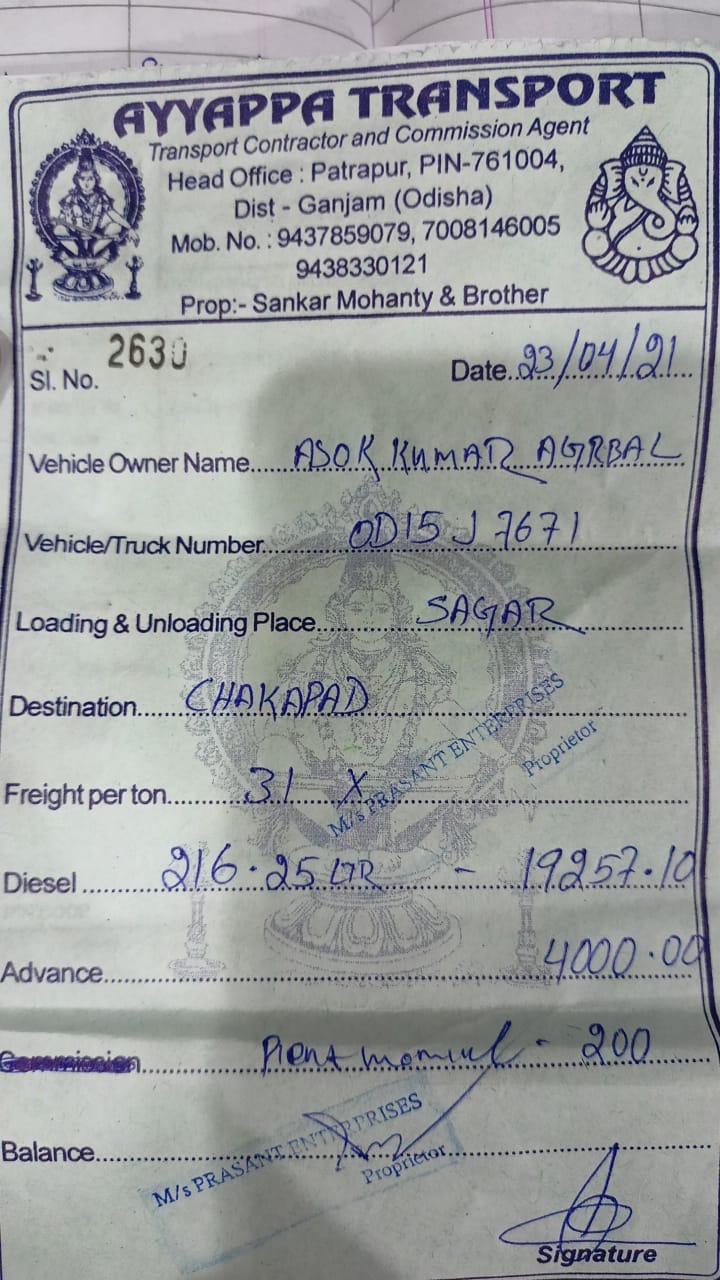 AYYAPPA TRANSPORT
Transport Contractor and Commission Agent
Head Office : Patrapur, PIN-761004,
Dist - Ganjam (Odisha)
Mob. No. : 9437859079, 7008146005
9438330121
Prop:- Sankar Mohanty & Brother
Sl. No. 2630 Date..23/04/21
Vehicle Owner Name......ASOK KUMAR AGRBAL
Vehicle/Truck Number....OD15 J 7671
Loading & Unloading Place....SAGAR
Destination......CHAKAPAD
Freight per ton......31 X
M/s PRASANT ENTERPRISES
Proprietor
Diesel ......216.25 LTR - 19257.10
Advance......4000.00
Commission...... - 200
Balance......
M/s PRASANT ENTERPRISES
Proprietor
Signature